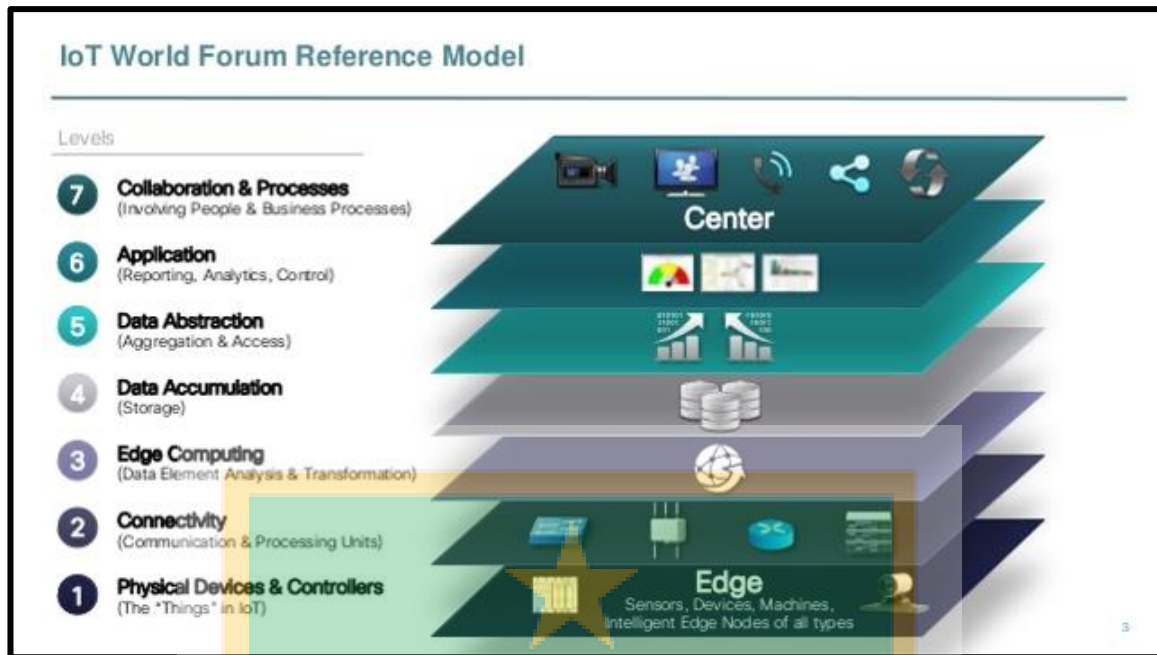 IoT World Forum Reference Model
Levels
7 Collaboration & Processes
(Involving People & Business Processes)
6 Application
(Reporting, Analytics, Control)
5 Data Abstraction
(Aggregation & Access)
4 Data Accumulation
(Storage)
3 Edge Computing
(Data Element Analysis & Transformation)
2 Connectivity
(Communication & Processing Units)
1 Physical Devices & Controllers
(The "Things" in IoT)
Center
Edge
Sensors, Devices, Machines,
Intelligent Edge Nodes of all types
3